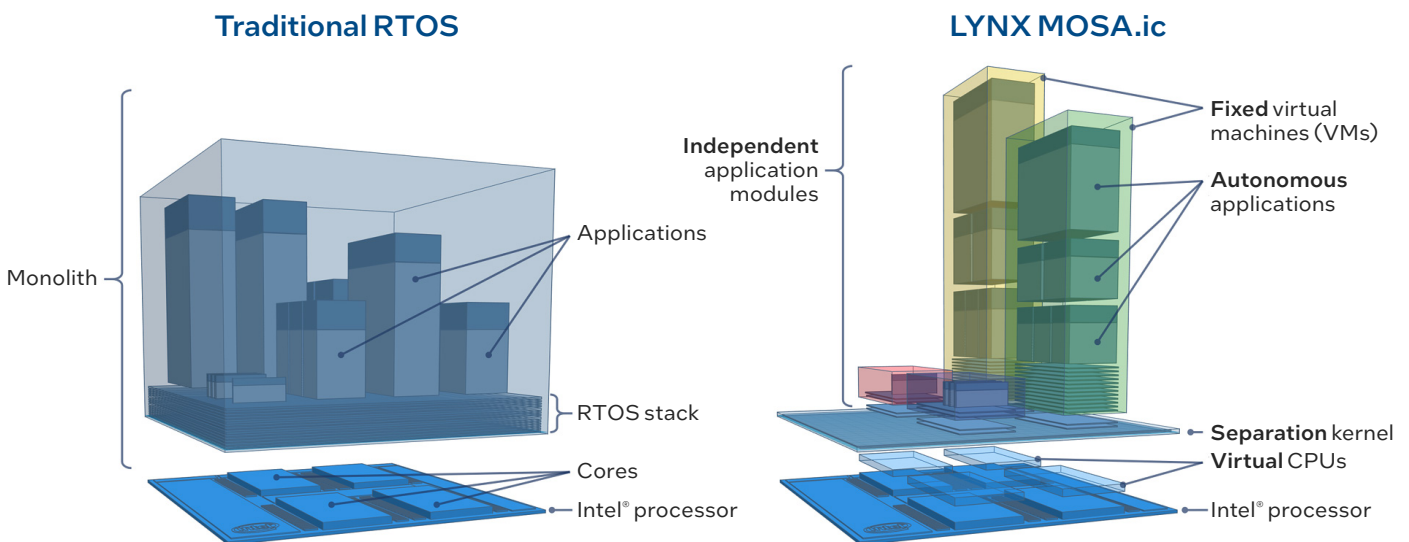 Traditional RTOS
Monolith
Applications
RTOS stack
Cores
Intel® processor
LYNX MOSA.ic
Independent
application
modules
Fixed virtual
machines (VMs)
Autonomous
applications
Separation kernel
Virtual CPUs
Intel® processor